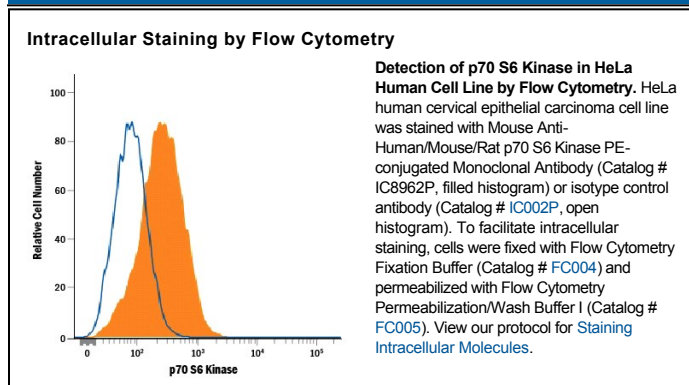 Intracellular Staining by Flow Cytometry
100
80
60
40
20
0
Relative Cell Number
0 10² 10³ 10⁴ 10⁵
p70 S6 Kinase
Detection of p70 S6 Kinase in HeLa
Human Cell Line by Flow Cytometry. HeLa
human cervical epithelial carcinoma cell line
was stained with Mouse Anti-
Human/Mouse/Rat p70 S6 Kinase PE-
conjugated Monoclonal Antibody (Catalog #
IC8962P, filled histogram) or isotype control
antibody (Catalog # IC002P, open
histogram). To facilitate intracellular
staining, cells were fixed with Flow Cytometry
Fixation Buffer (Catalog # FC004) and
permeabilized with Flow Cytometry
Permeabilization/Wash Buffer I (Catalog #
FC005). View our protocol for Staining
Intracellular Molecules.